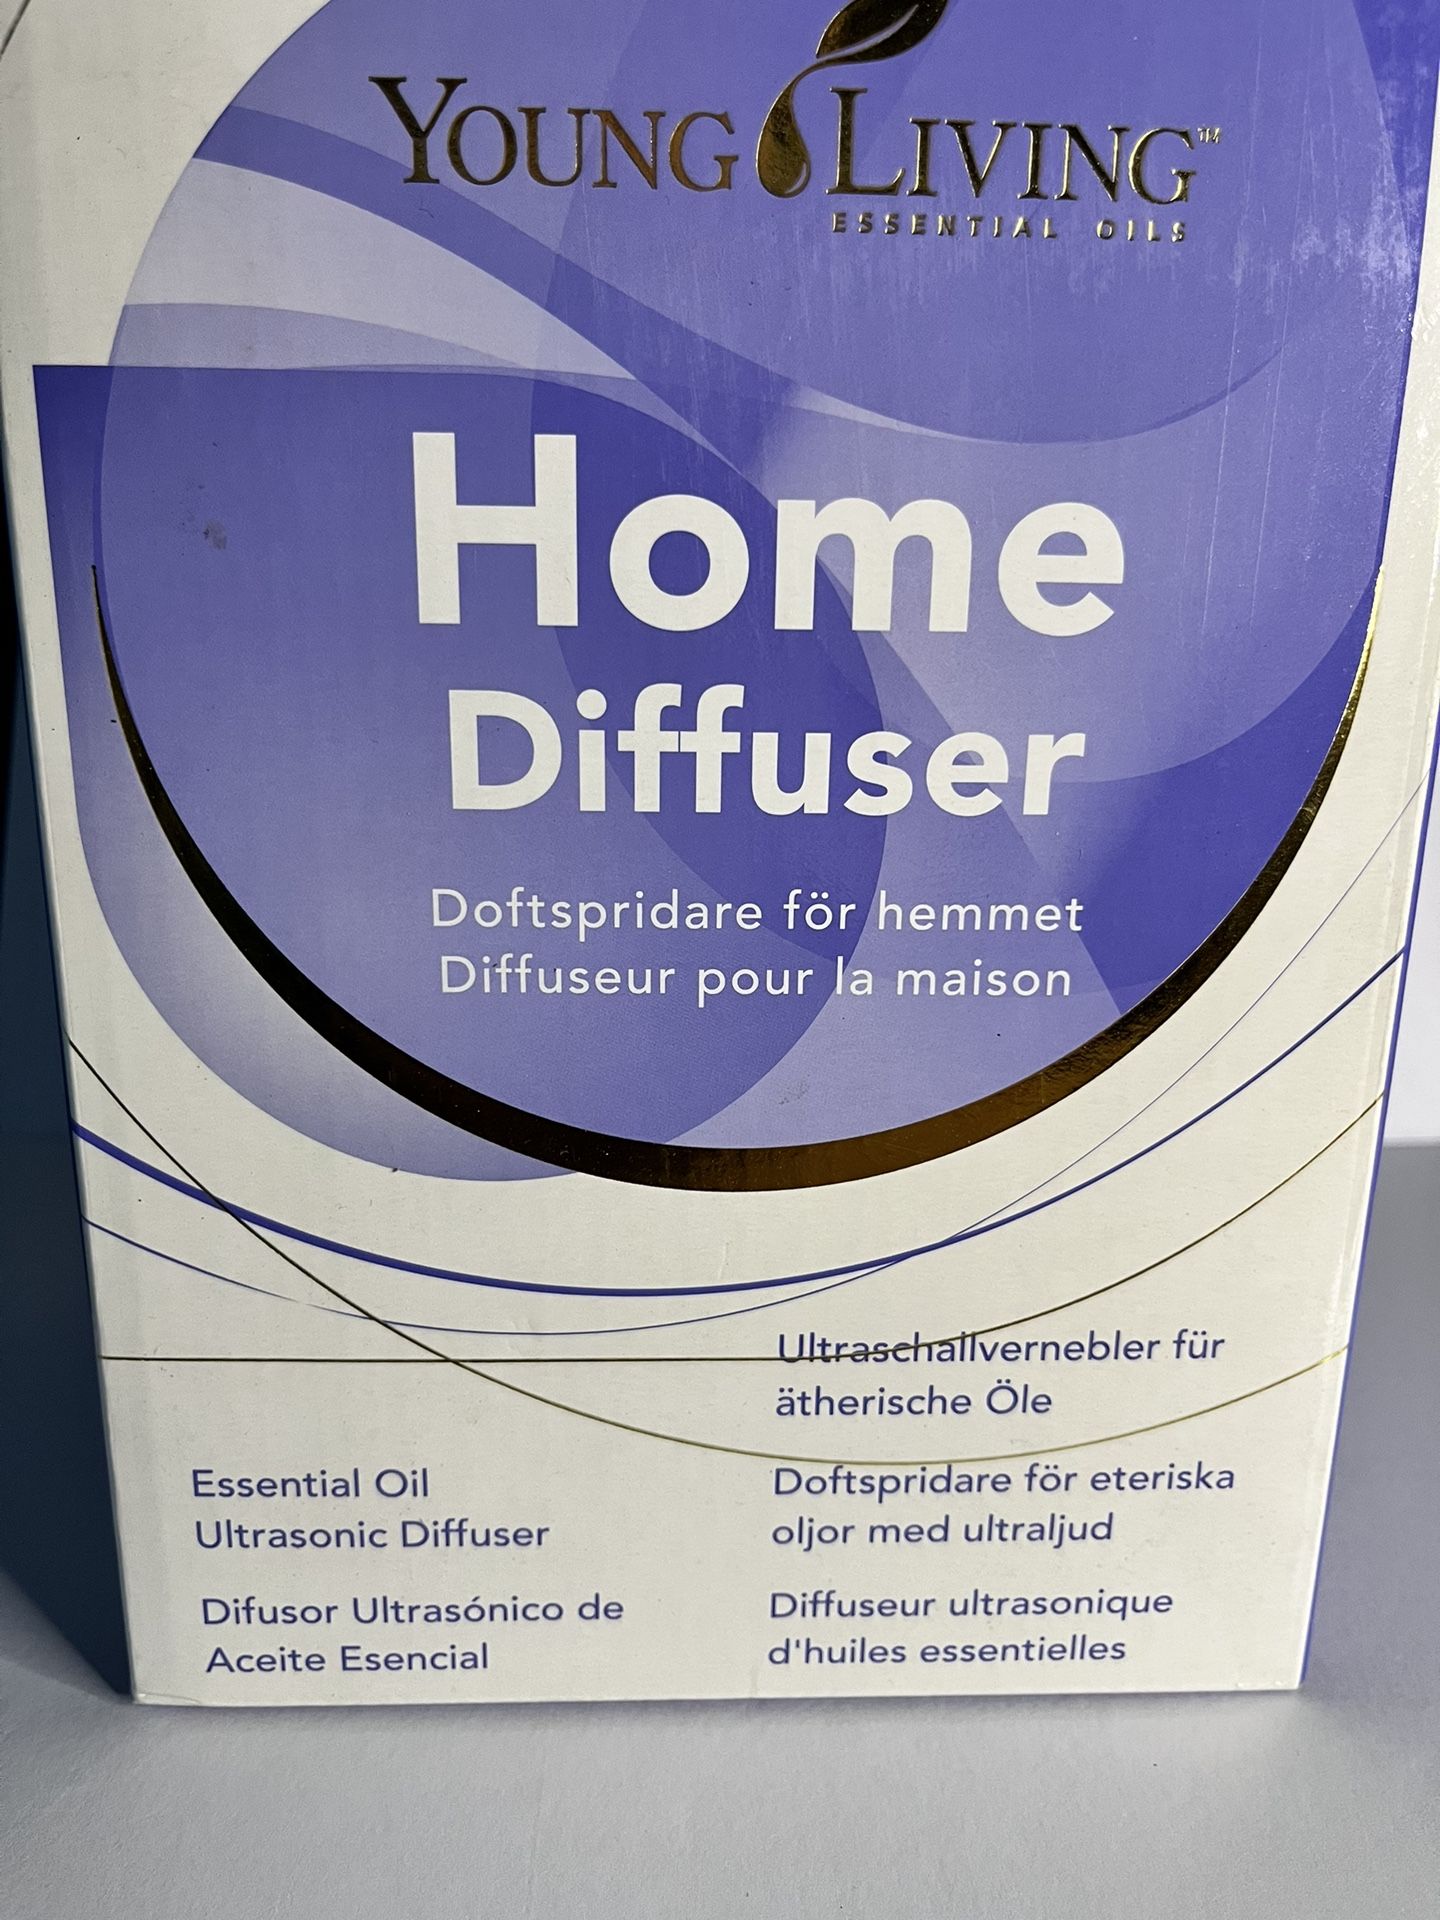 YOUNG LIVING™
ESSENTIAL OILS
Home
Diffuser
Doftspridare för hemmet
Diffuseur pour la maison
Essential Oil
Ultrasonic Diffuser
Difusor Ultrasónico de
Aceite Esencial
Ultraschallvernebler für
ätherische Öle
Doftspridare för eteriska
oljor med ultraljud
Diffuseur ultrasonique
d'huiles essentielles